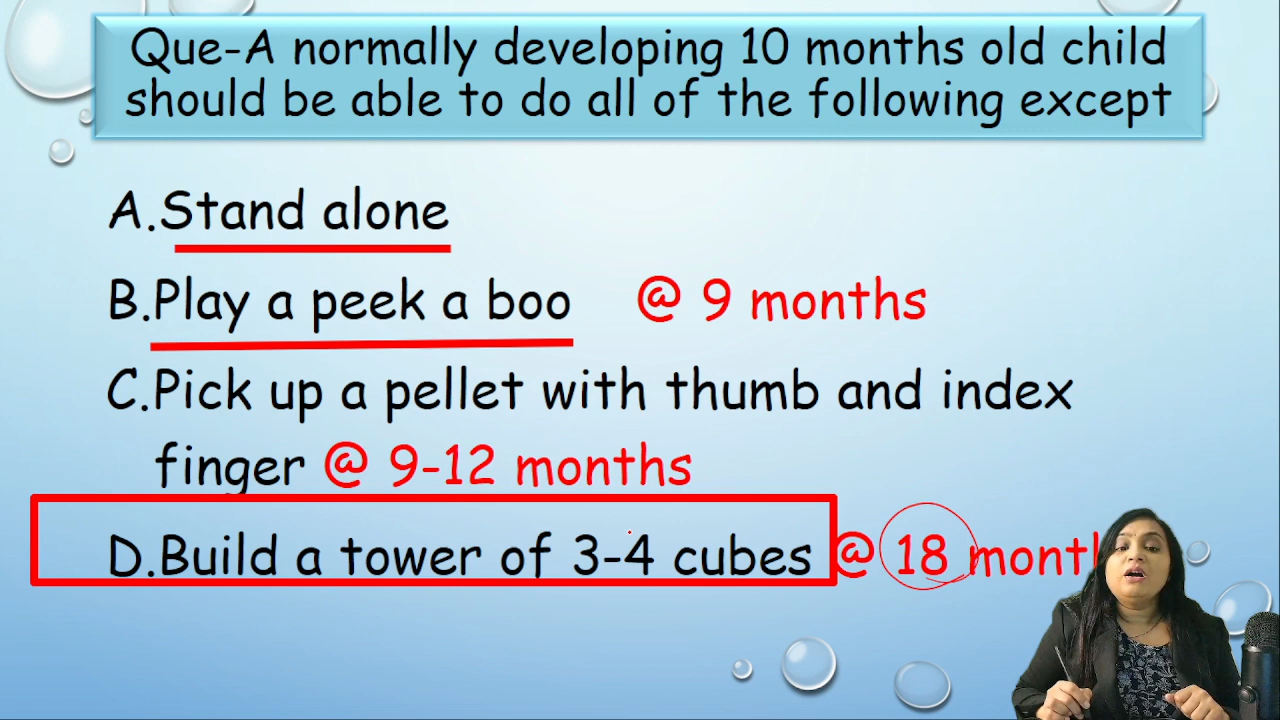 Que-A normally developing 10 months old child
should be able to do all of the following except
A.Stand alone
B.Play a peek a boo @ 9 months
C.Pick up a pellet with thumb and index
finger @ 9-12 months
D.Build a tower of 3-4 cubes @ 18